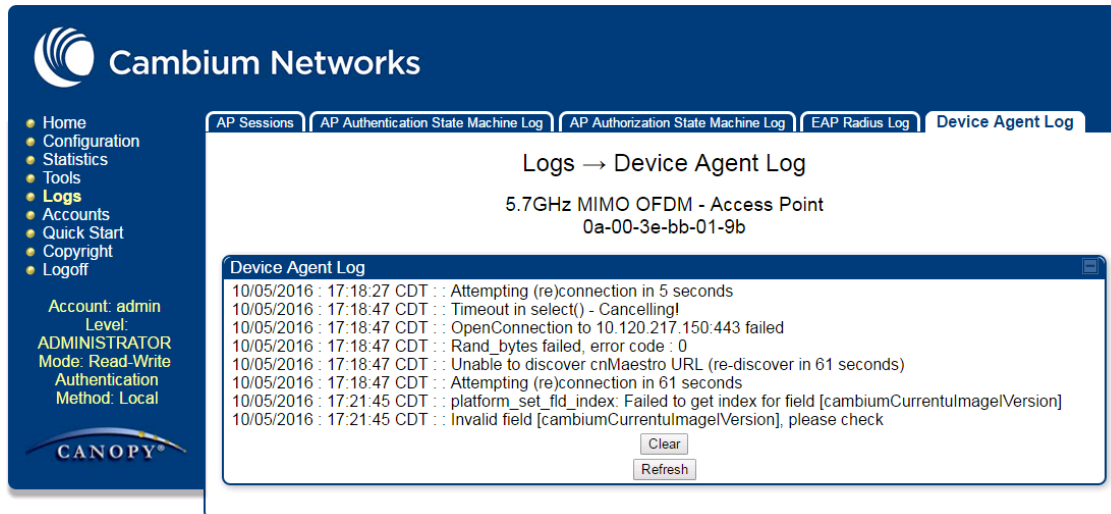 Cambium Networks
Home
Configuration
Statistics
Tools
Logs
Accounts
Quick Start
Copyright
Logoff
Account: admin
Level:
ADMINISTRATOR
Mode: Read-Write
Authentication
Method: Local
CANOPY®
AP Sessions
AP Authentication State Machine Log
AP Authorization State Machine Log
EAP Radius Log
Device Agent Log
Logs → Device Agent Log
5.7GHz MIMO OFDM - Access Point
0a-00-3e-bb-01-9b
Device Agent Log
10/05/2016 : 17:18:27 CDT : : Attempting (re)connection in 5 seconds
10/05/2016 : 17:18:47 CDT : : Timeout in select() - Cancelling!
10/05/2016 : 17:18:47 CDT : : OpenConnection to 10.120.217.150:443 failed
10/05/2016 : 17:18:47 CDT : : Rand_bytes failed, error code : 0
10/05/2016 : 17:18:47 CDT : : Unable to discover cnMaestro URL (re-discover in 61 seconds)
10/05/2016 : 17:18:47 CDT : : Attempting (re)connection in 61 seconds
10/05/2016 : 17:21:45 CDT : : platform_set_fld_index: Failed to get index for field [cambiumCurrentuImagelVersion]
10/05/2016 : 17:21:45 CDT : : Invalid field [cambiumCurrentuImagelVersion], please check
Clear
Refresh